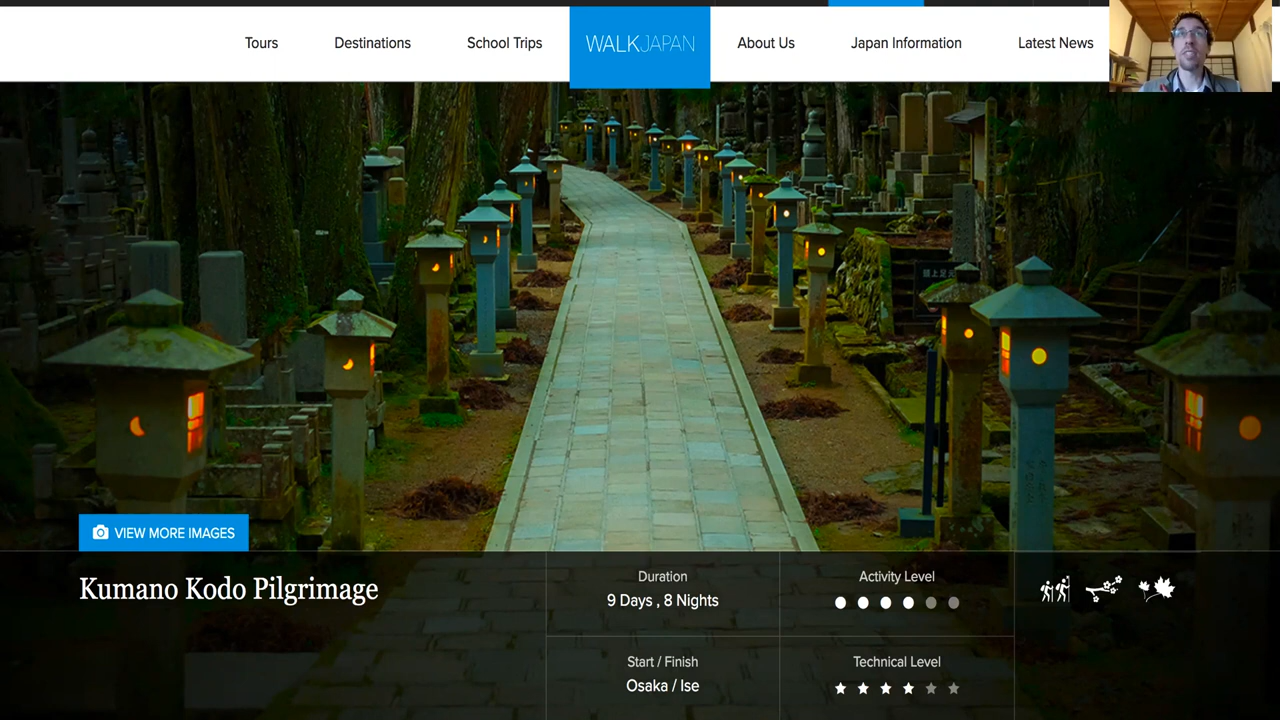 Tours
Destinations
School Trips
WALKJAPAN
About Us
Japan Information
Latest News
VIEW MORE IMAGES
Kumano Kodo Pilgrimage
Duration
9 Days , 8 Nights
Activity Level
Start / Finish
Osaka / Ise
Technical Level